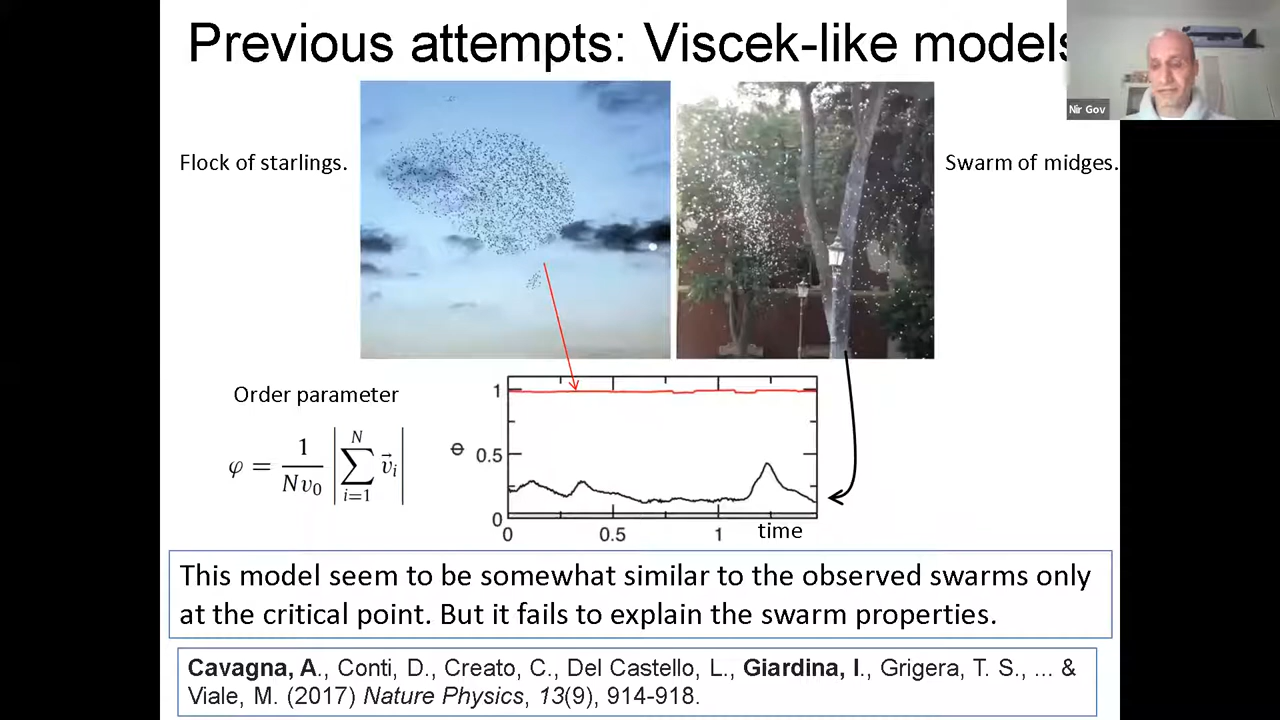 Previous attempts: Viscek-like models
Nir Gov
Flock of starlings.
Swarm of midges.
Order parameter
φ = 1/(Nv₀) |∑ᵢ₌₁ᴺ v⃗ᵢ|
1
0.5
0
Φ
0
0.5
1
time
This model seem to be somewhat similar to the observed swarms only
at the critical point. But it fails to explain the swarm properties.
Cavagna, A., Conti, D., Creato, C., Del Castello, L., Giardina, I., Grigera, T. S., ... &
Viale, M. (2017) Nature Physics, 13(9), 914-918.